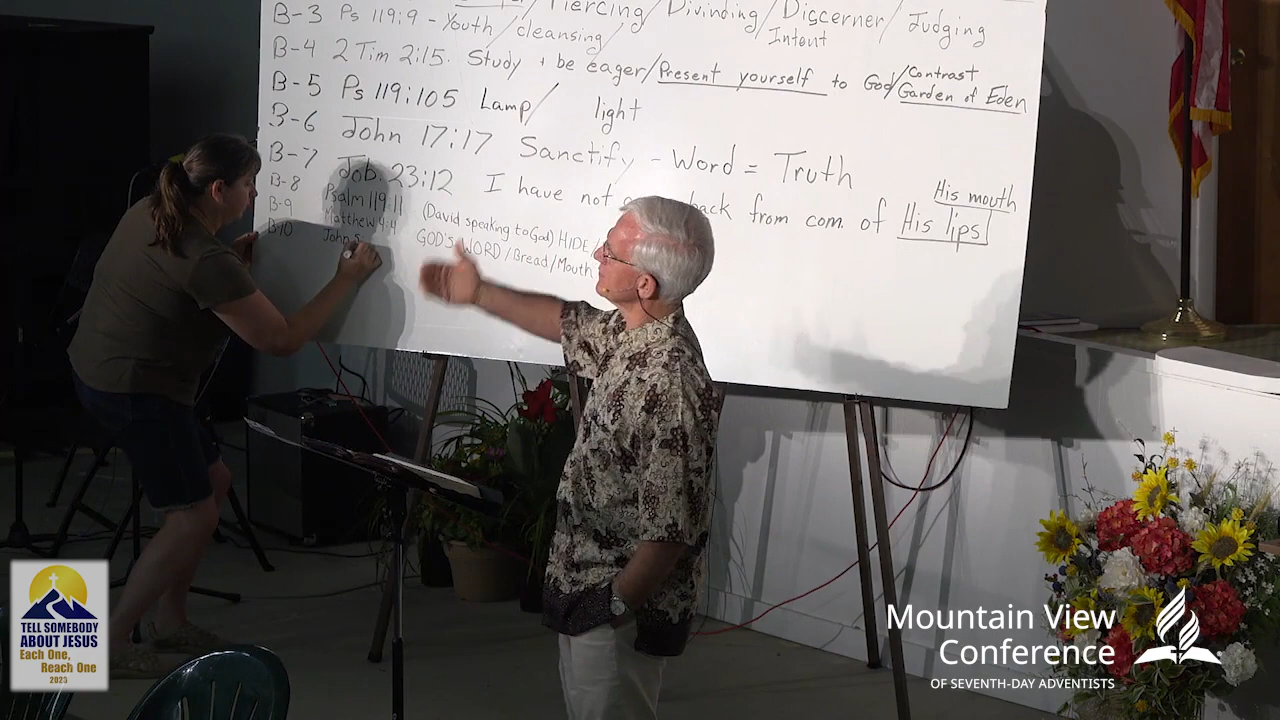 B-3 Ps 119:9 - Youth/cleansing/ Piercing/Divinding/Discerner/Judging
Intent
B-4 2 Tim 2:15. Study + be eager/Present yourself to God/Contrast
Garden of Eden
B-5 Ps 119:105 Lamp/ light
B-6 John 17:17 Sanctify - Word = Truth
B-7 Job. 23:12 I have not back from com. of His lips
His mouth
B-8 Psalm 119:11 (David speaking to God) HIDE/
B-9 Matthew 4:4 GOD'S WORD/Bread/Mouth
B-10 John
TELL SOMEBODY
ABOUT JESUS
Each One,
Reach One
2023
Mountain View
Conference
OF SEVENTH-DAY ADVENTISTS